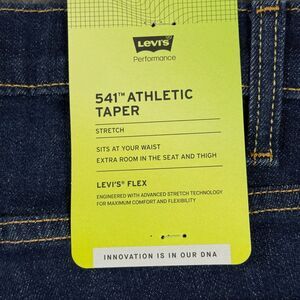 Levi's
Performance
541™ ATHLETIC
TAPER
STRETCH
SITS AT YOUR WAIST
EXTRA ROOM IN THE SEAT AND THIGH
LEVI'S® FLEX
ENGINEERED WITH ADVANCED STRETCH TECHNOLOGY
FOR MAXIMUM COMFORT AND FLEXIBILITY
INNOVATION IS IN OUR DNA